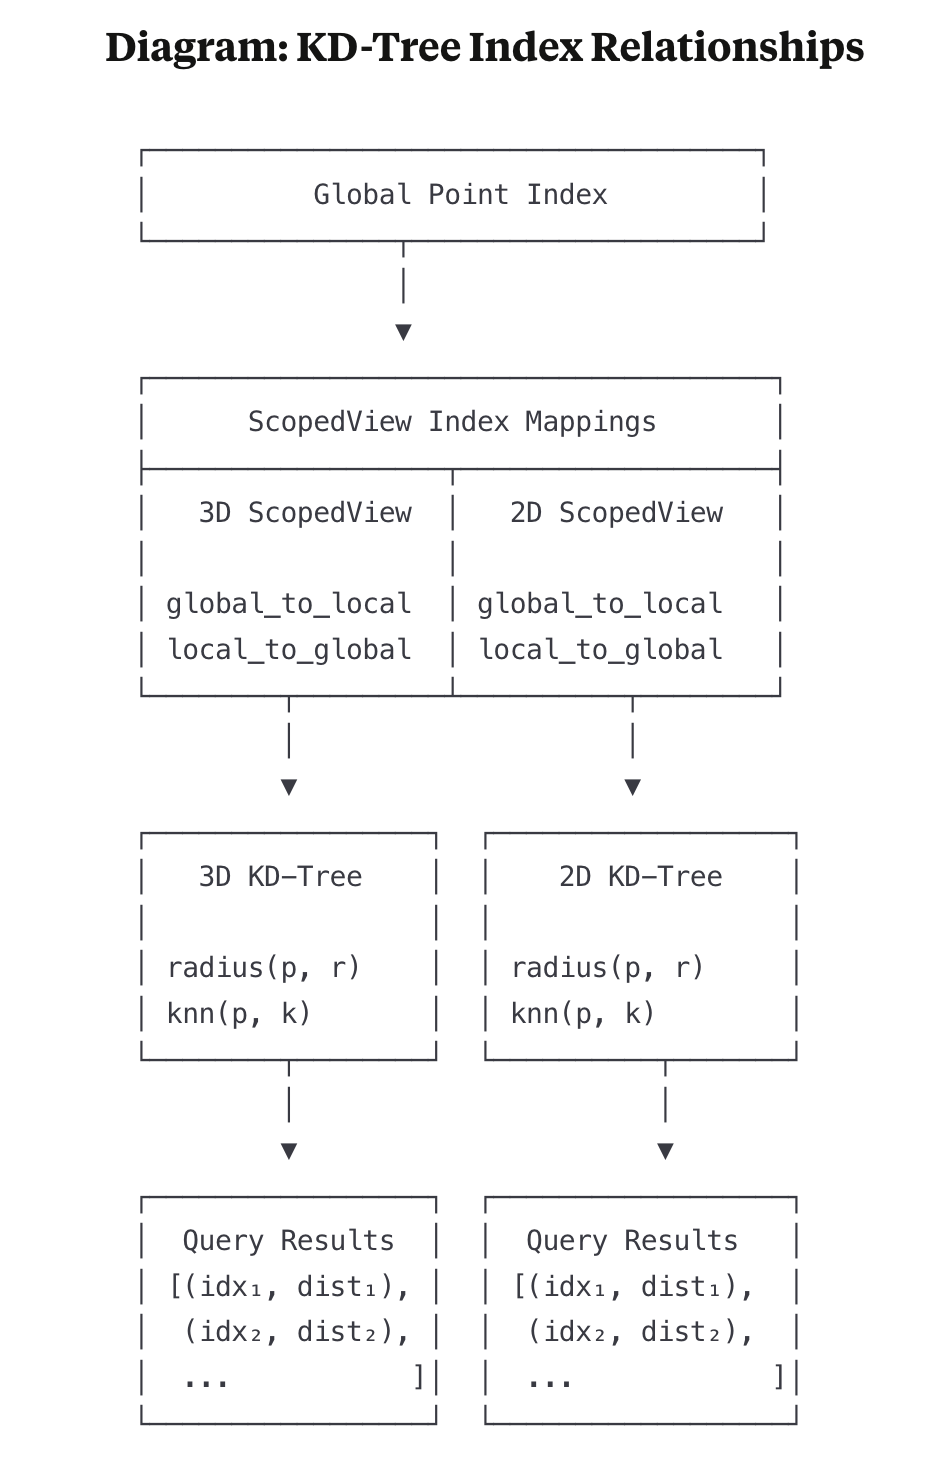 Diagram: KD-Tree Index Relationships
Global Point Index
ScopedView Index Mappings
3D ScopedView
global_to_local
local_to_global
2D ScopedView
global_to_local
local_to_global
3D KD-Tree
radius(p, r)
knn(p, k)
2D KD-Tree
radius(p, r)
knn(p, k)
Query Results
[(idx₁, dist₁),
(idx₂, dist₂),
... ]
Query Results
[(idx₁, dist₁),
(idx₂, dist₂),
... ]